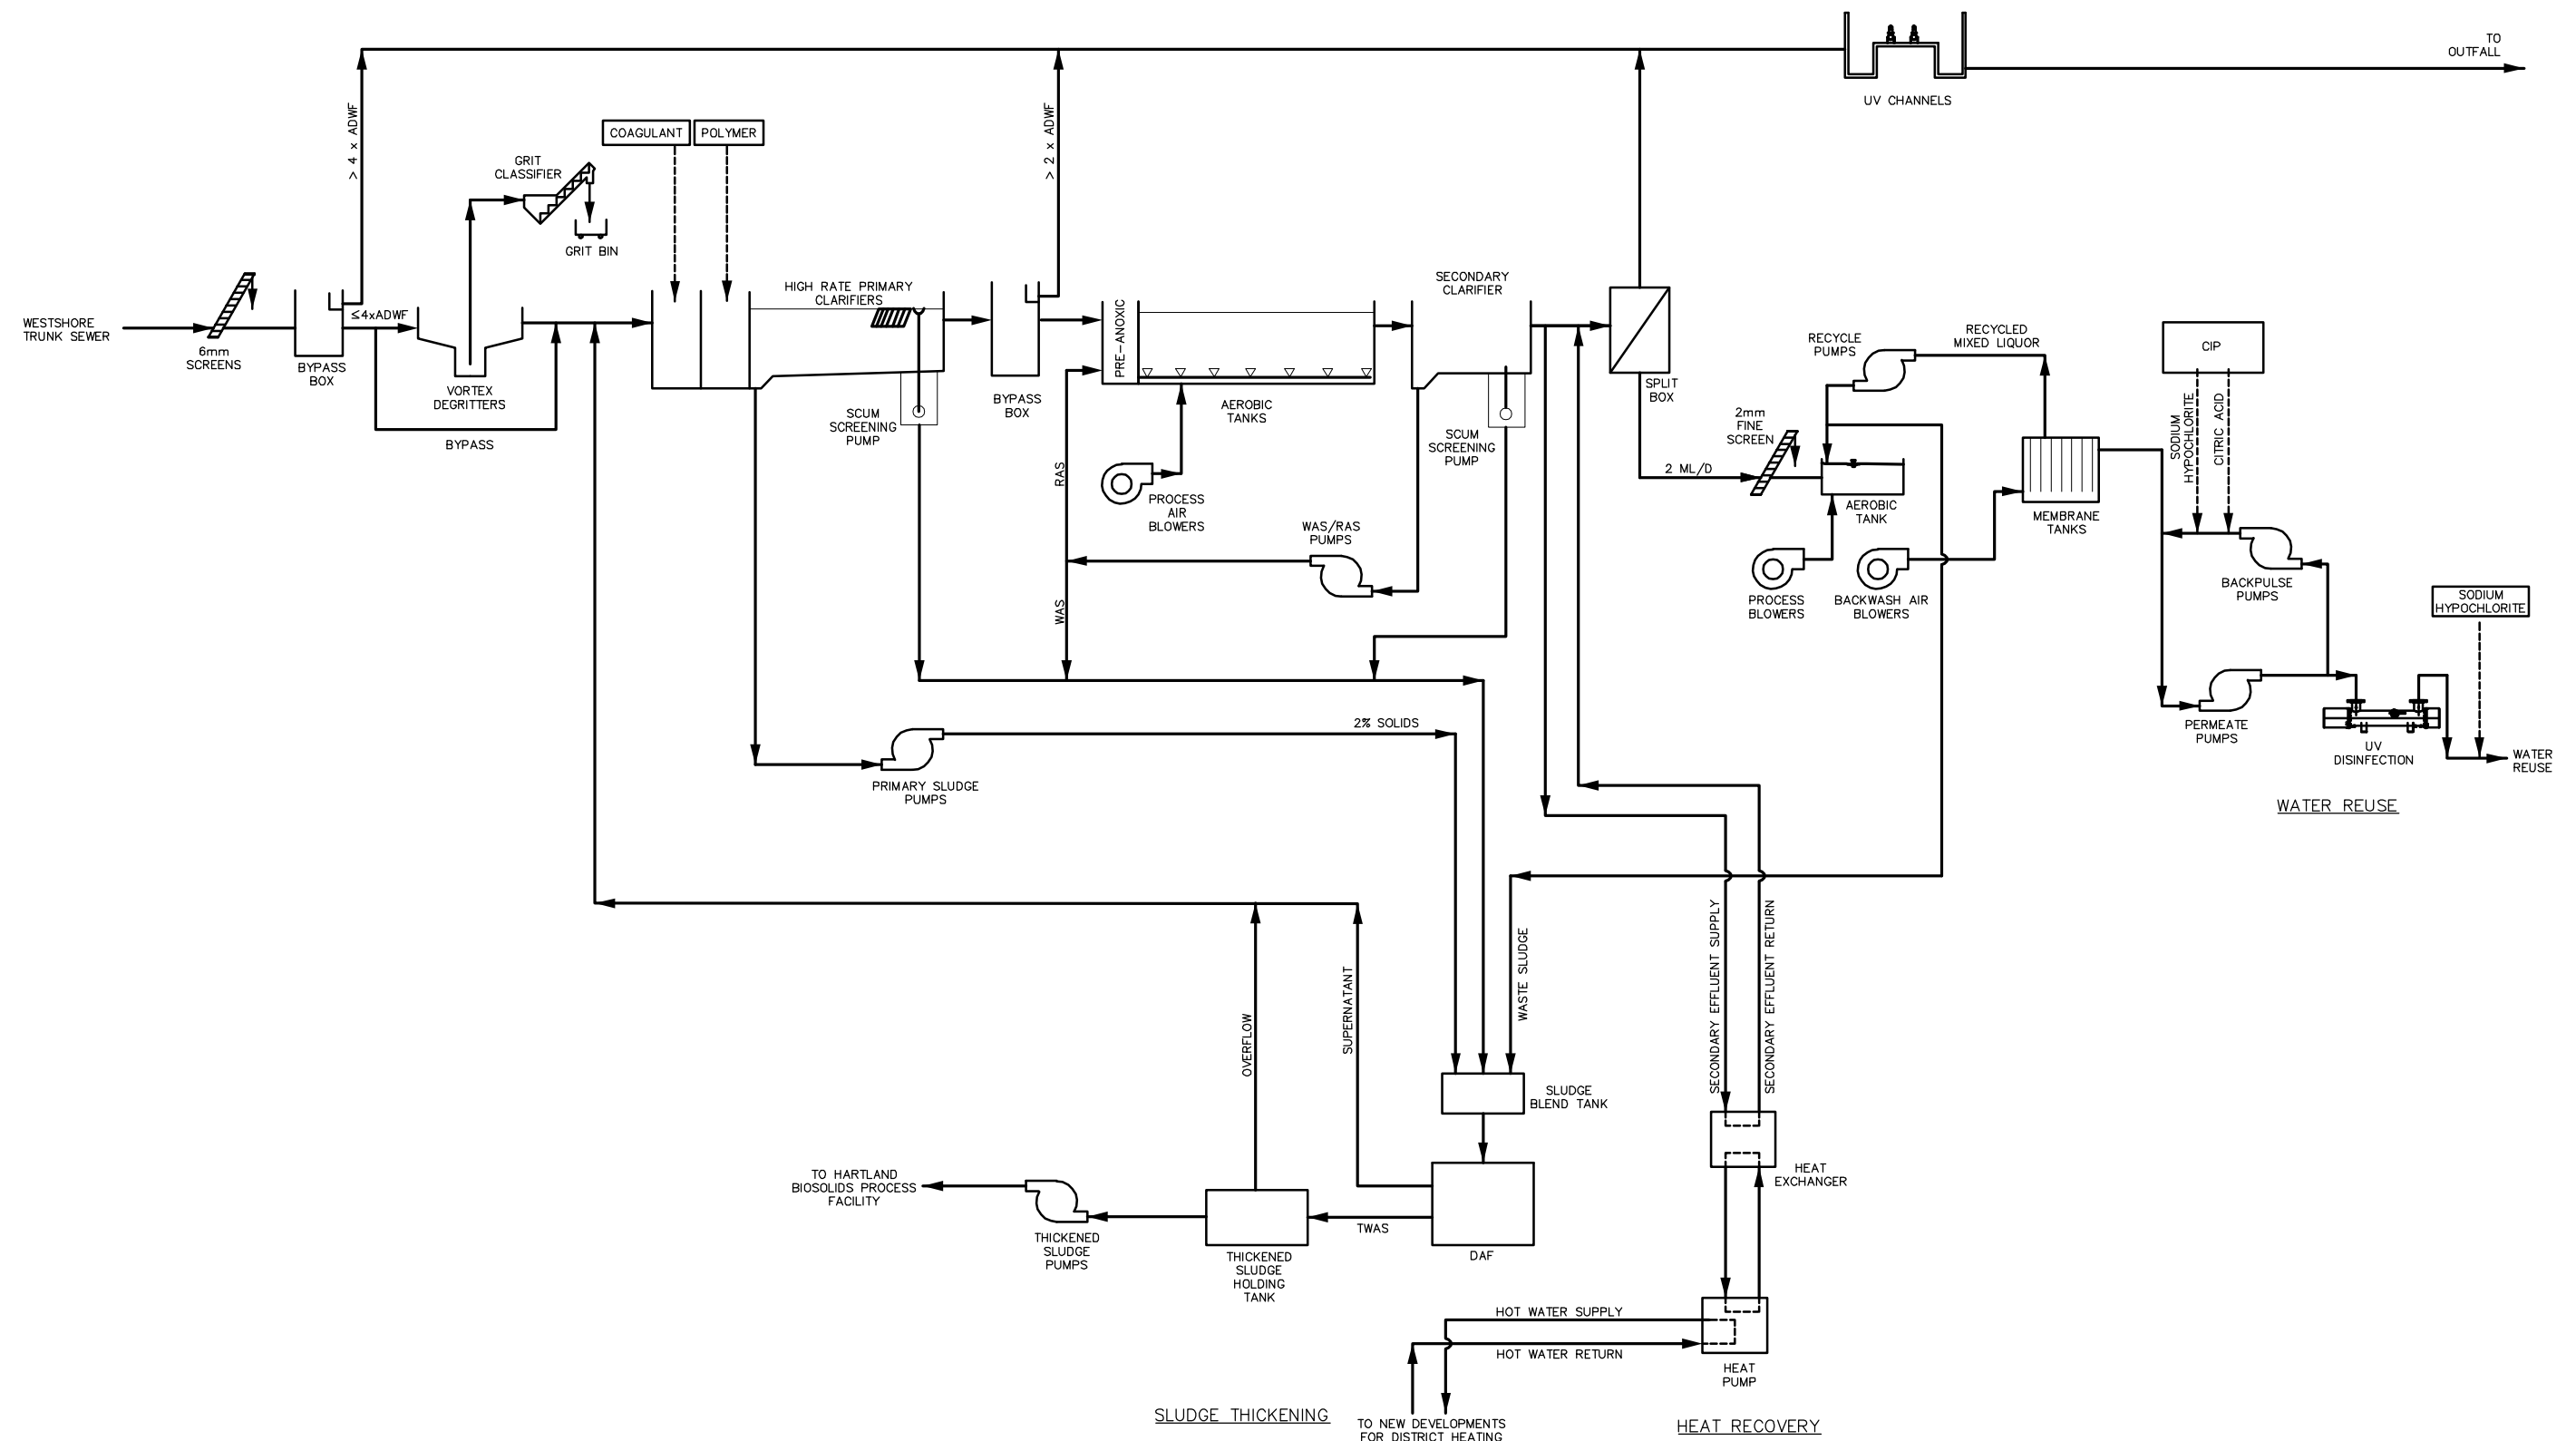 TO
OUTFALL
UV CHANNELS
> 4 x ADWF
> 2 x ADWF
COAGULANT
POLYMER
GRIT
CLASSIFIER
GRIT BIN
WESTSHORE
TRUNK SEWER
6mm
SCREENS
BYPASS
BOX
≤4xADWF
VORTEX
DEGRITTERS
BYPASS
HIGH RATE PRIMARY
CLARIFIERS
SCUM
SCREENING
PUMP
BYPASS
BOX
PRE-ANOXIC
AEROBIC
TANKS
PROCESS
AIR
BLOWERS
RAS
WAS
WAS/RAS
PUMPS
SECONDARY
CLARIFIER
SCUM
SCREENING
PUMP
SPLIT
BOX
2 ML/D
2mm
FINE
SCREEN
RECYCLE
PUMPS
RECYCLED
MIXED LIQUOR
AEROBIC
TANK
PROCESS
BLOWERS
BACKWASH AIR
BLOWERS
MEMBRANE
TANKS
CIP
SODIUM
HYPOCHLORITE
CITRIC ACID
BACKPULSE
PUMPS
SODIUM
HYPOCHLORITE
PERMEATE
PUMPS
UV
DISINFECTION
WATER
REUSE
WATER REUSE
2% SOLIDS
PRIMARY SLUDGE
PUMPS
OVERFLOW
SUPERNATANT
WASTE SLUDGE
SECONDARY EFFLUENT SUPPLY
SECONDARY EFFLUENT RETURN
SLUDGE
BLEND TANK
HEAT
EXCHANGER
TO HARTLAND
BIOSOLIDS PROCESS
FACILITY
THICKENED
SLUDGE
PUMPS
THICKENED
SLUDGE
HOLDING
TANK
TWAS
DAF
HOT WATER SUPPLY
HOT WATER RETURN
HEAT
PUMP
SLUDGE THICKENING
TO NEW DEVELOPMENTS
FOR DISTRICT HEATING
HEAT RECOVERY